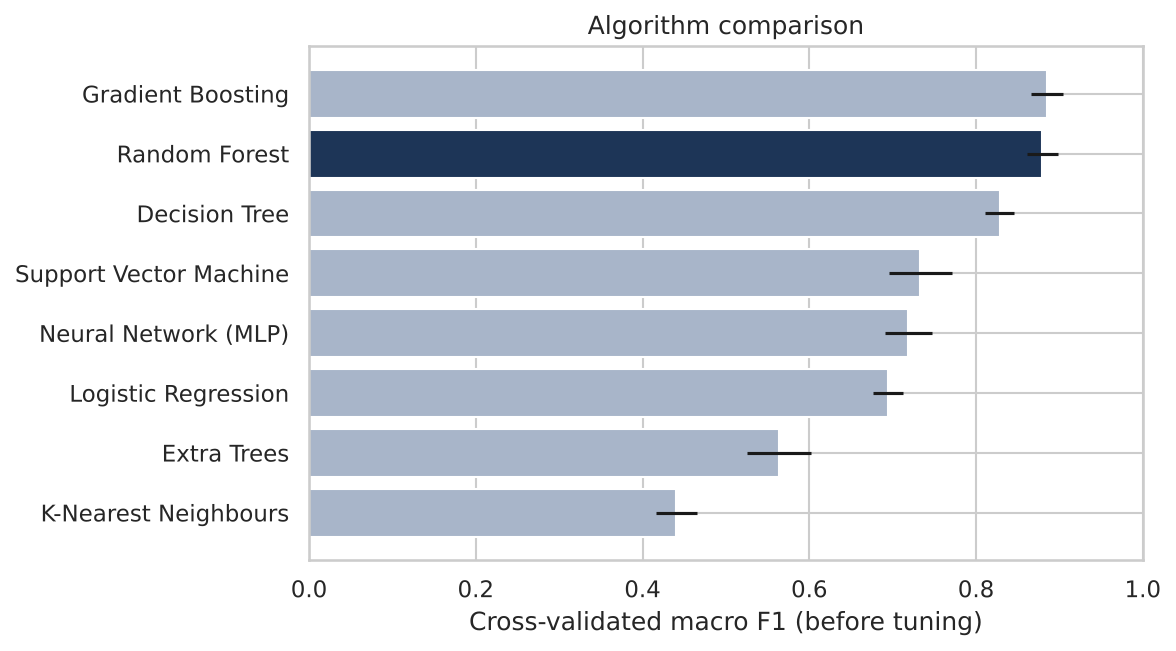 Algorithm comparison
Gradient Boosting
Random Forest
Decision Tree
Support Vector Machine
Neural Network (MLP)
Logistic Regression
Extra Trees
K-Nearest Neighbours
0.0 0.2 0.4 0.6 0.8 1.0
Cross-validated macro F1 (before tuning)